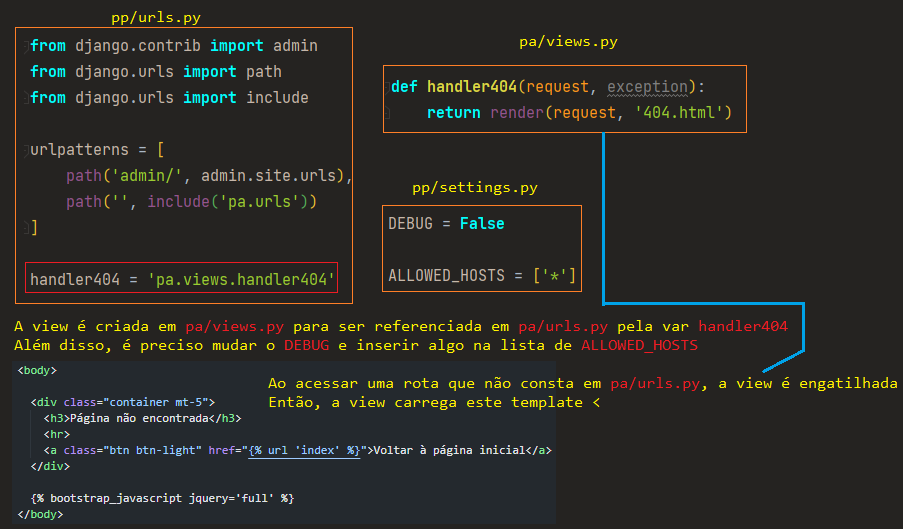 pp/urls.py
from django.contrib import admin
from django.urls import path
from django.urls import include
urlpatterns = [
path('admin/', admin.site.urls),
path('', include('pa.urls'))
]
handler404 = 'pa.views.handler404'
pa/views.py
def handler404(request, exception):
return render(request, '404.html')
pp/settings.py
DEBUG = False
ALLOWED_HOSTS = ['*']
A view é criada em pa/views.py para ser referenciada em pa/urls.py pela var handler404
Além disso, é preciso mudar o DEBUG e inserir algo na lista de ALLOWED_HOSTS
Ao acessar uma rota que não consta em pa/urls.py, a view é engatilhada
Então, a view carrega este template <
<body>
<div class="container mt-5">
<h3>Página não encontrada</h3>
<hr>
<a class="btn btn-light" href="{% url 'index' %}">Voltar à página inicial</a>
</div>
{% bootstrap_javascript jquery='full' %}
</body>